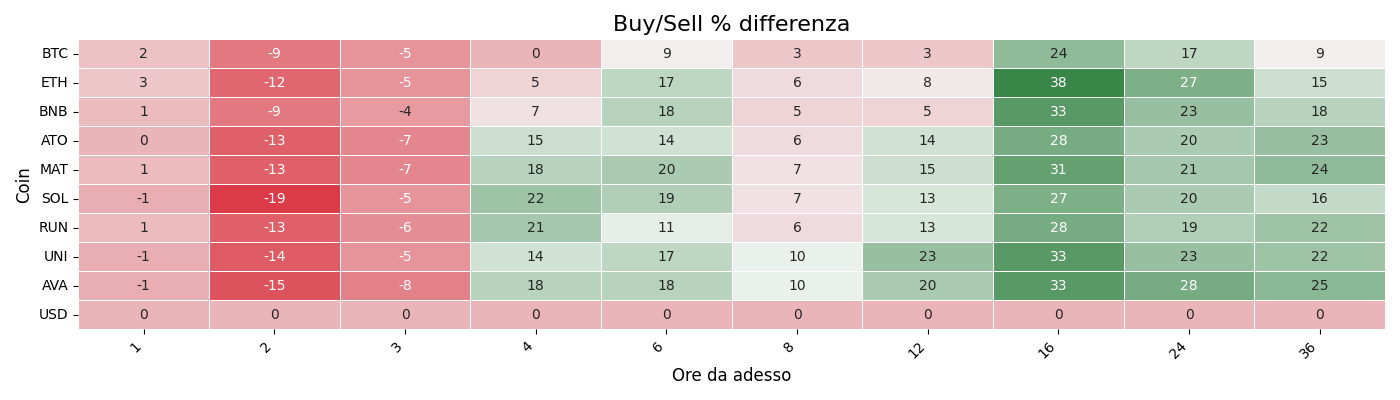 Buy/Sell % differenza
Coin
BTC 2 -9 -5 0 9 3 3 24 17 9
ETH 3 -12 -5 5 17 6 8 38 27 15
BNB 1 -9 -4 7 18 5 5 33 23 18
ATO 0 -13 -7 15 14 6 14 28 20 23
MAT 1 -13 -7 18 20 7 15 31 21 24
SOL -1 -19 -5 22 19 7 13 27 20 16
RUN 1 -13 -6 21 11 6 13 28 19 22
UNI -1 -14 -5 14 17 10 23 33 23 22
AVA -1 -15 -8 18 18 10 20 33 28 25
USD 0 0 0 0 0 0 0 0 0 0
1 2 3 4 6 8 12 16 24 36
Ore da adesso